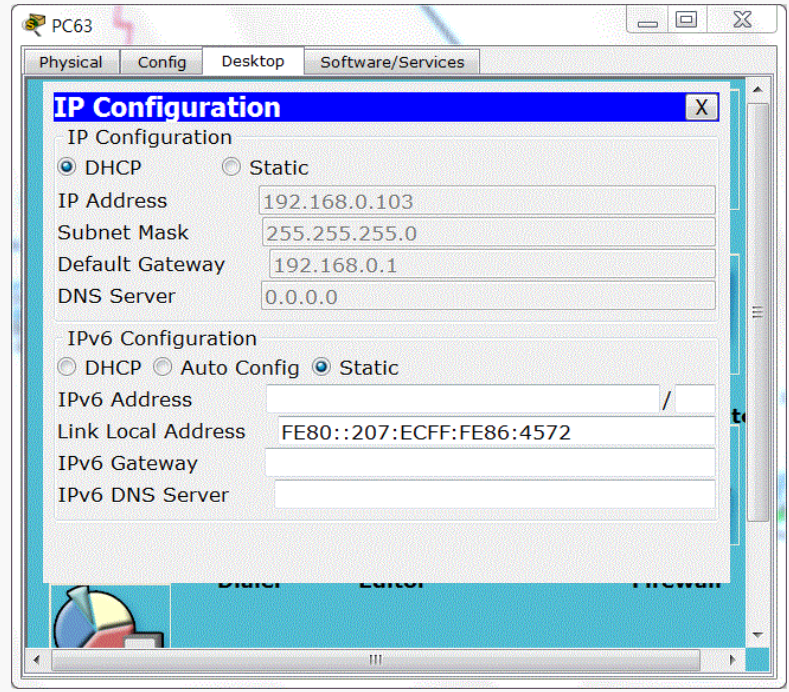 PC63
Physical Config Desktop Software/Services
IP Configuration X
IP Configuration
DHCP Static
IP Address 192.168.0.103
Subnet Mask 255.255.255.0
Default Gateway 192.168.0.1
DNS Server 0.0.0.0
IPv6 Configuration
DHCP Auto Config Static
IPv6 Address /
Link Local Address FE80::207:ECFF:FE86:4572
IPv6 Gateway
IPv6 DNS Server
Dialer Editor Firewall